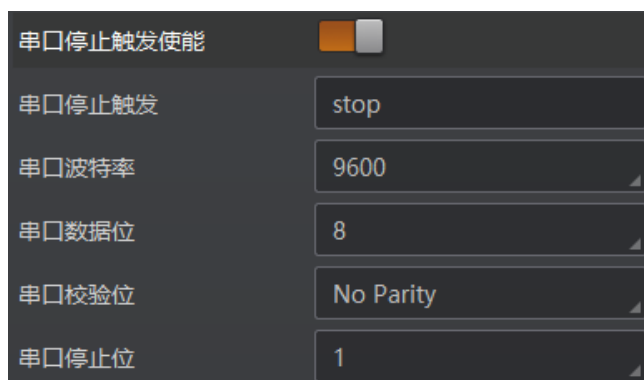 串口停止触发使能
串口停止触发 stop
串口波特率 9600
串口数据位 8
串口校验位 No Parity
串口停止位 1